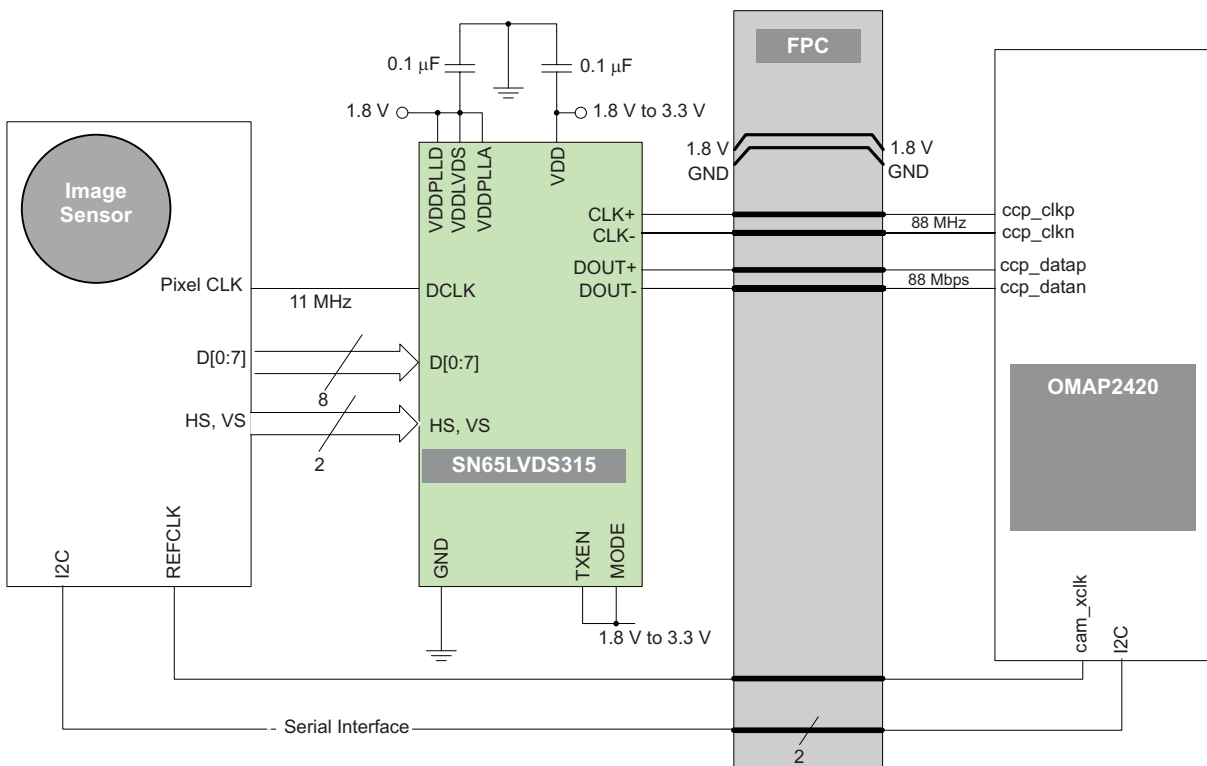 FPC
0.1 μF
0.1 μF
1.8 V
1.8 V to 3.3 V
1.8 V
GND
1.8 V
GND
Image
Sensor
VDDPLLD
VDDLVDS
VDDPLLA
VDD
CLK+
CLK-
88 MHz
ccp_clkp
ccp_clkn
DOUT+
DOUT-
88 Mbps
ccp_datap
ccp_datan
Pixel CLK
11 MHz
DCLK
D[0:7]
8
D[0:7]
HS, VS
2
HS, VS
SN65LVDS315
OMAP2420
I2C
REFCLK
GND
TXEN
MODE
1.8 V to 3.3 V
cam_xclk
I2C
Serial Interface
2